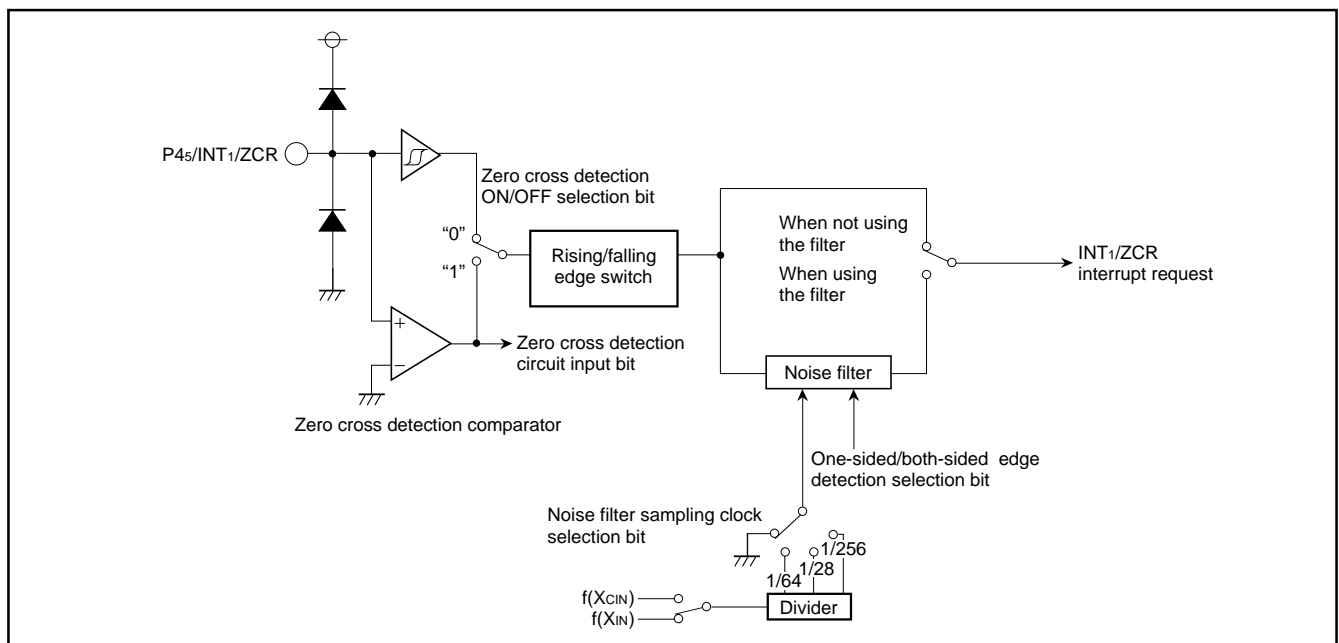 P45/INT1/ZCR
Zero cross detection
ON/OFF selection bit
“0”
“1”
Rising/falling
edge switch
When not using
the filter
When using
the filter
INT1/ZCR
interrupt request
+
−
Zero cross detection
circuit input bit
Zero cross detection comparator
Noise filter
One-sided/both-sided edge
detection selection bit
Noise filter sampling clock
selection bit
1/64
1/28
1/256
f(XCIN)
f(XIN)
Divider